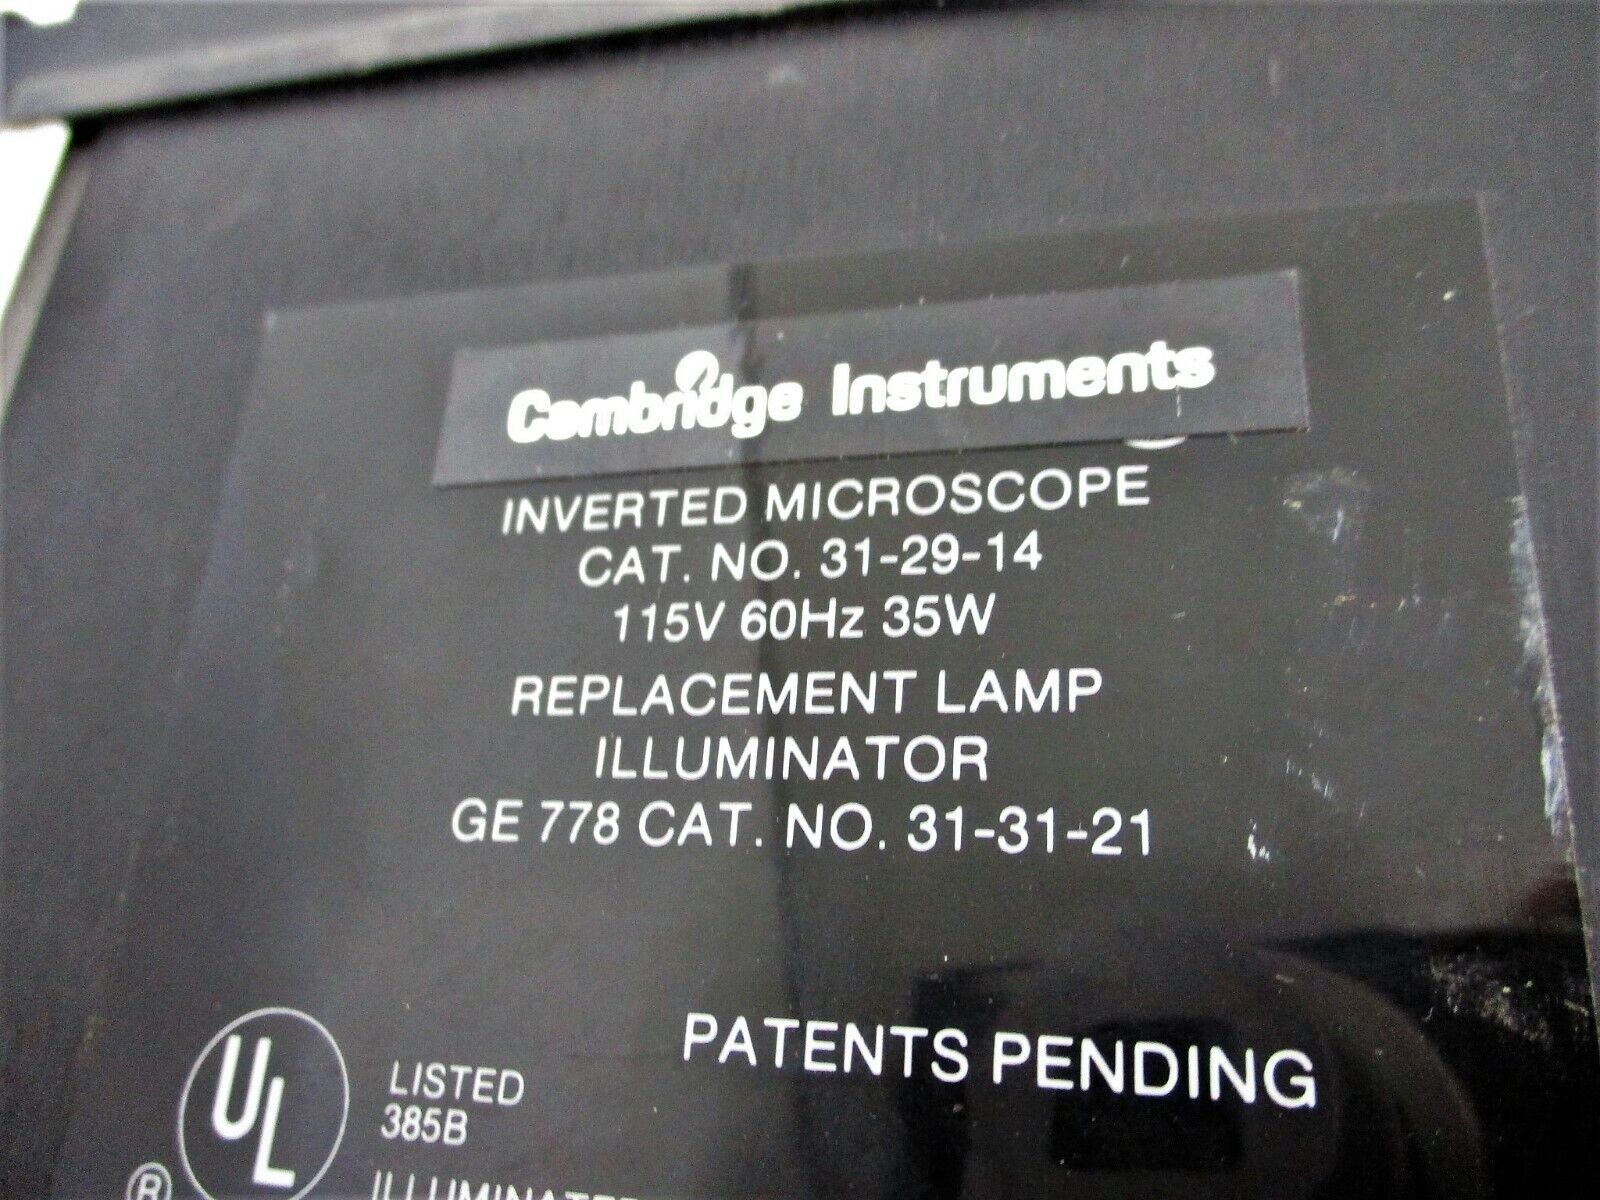 Cambridge Instruments
INVERTED MICROSCOPE
CAT. NO. 31-29-14
115V 60Hz 35W
REPLACEMENT LAMP
ILLUMINATOR
GE 778 CAT. NO. 31-31-21
PATENTS PENDING
UL
LISTED
385B
®